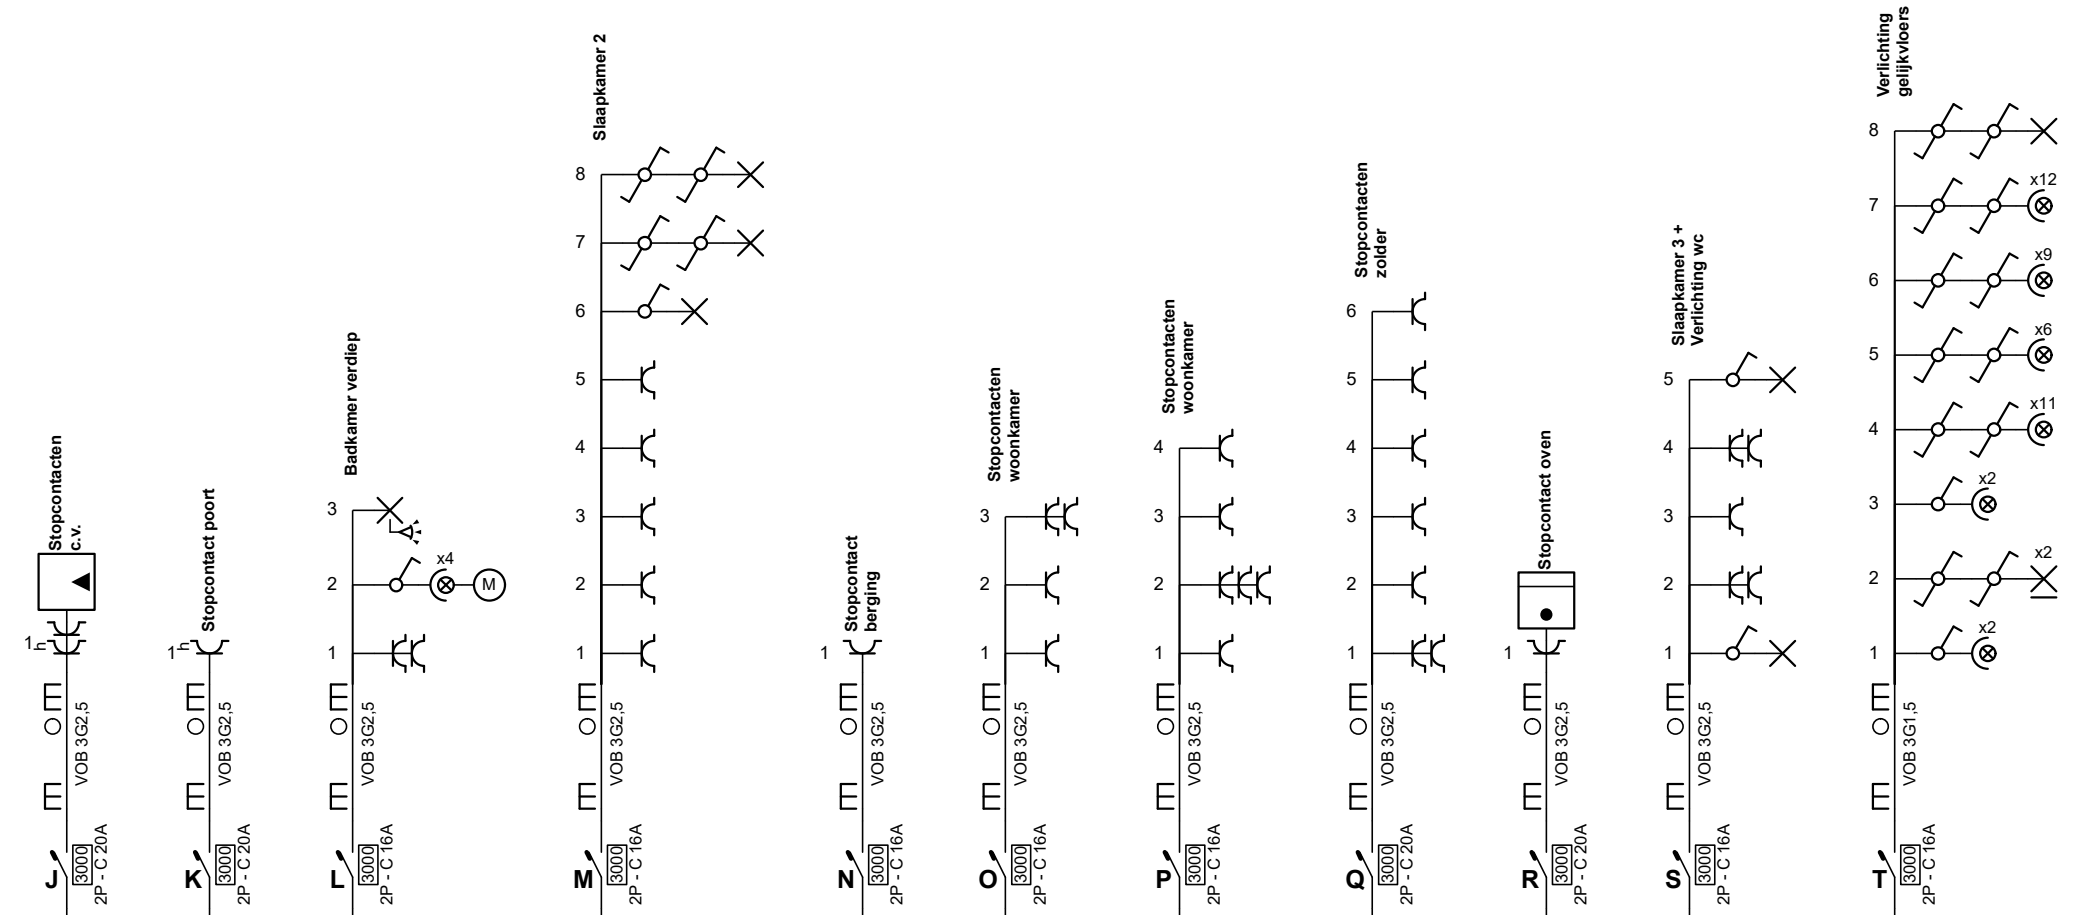 Stopcontacten
c.v.
1
h
VOB 3G2,5
J
3000
2P - C 20A
Stopcontact poort
1
h
VOB 3G2,5
K
3000
2P - C 20A
Badkamer verdiep
3
2
x4
M
1
VOB 3G2,5
L
3000
2P - C 16A
Slaapkamer 2
8
7
6
5
4
3
2
1
VOB 3G2,5
M
3000
2P - C 16A
Stopcontact
berging
1
VOB 3G2,5
N
3000
2P - C 16A
Stopcontacten
woonkamer
3
2
1
VOB 3G2,5
O
3000
2P - C 16A
Stopcontacten
woonkamer
4
3
2
1
VOB 3G2,5
P
3000
2P - C 16A
Stopcontacten
zolder
6
5
4
3
2
1
VOB 3G2,5
Q
3000
2P - C 20A
Stopcontact oven
1
VOB 3G2,5
R
3000
2P - C 20A
Slaapkamer 3 +
Verlichting wc
5
4
3
2
1
VOB 3G2,5
S
3000
2P - C 16A
Verlichting
gelijkvloers
8
7
x12
6
x9
5
x6
4
x11
3
x2
2
x2
1
x2
VOB 3G1,5
T
3000
2P - C 16A